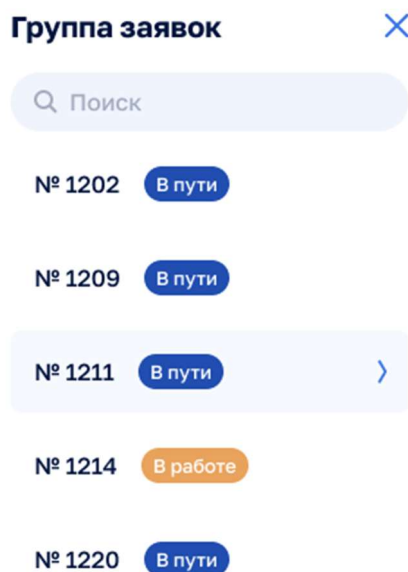 Группа заявок
Поиск
№ 1202 В пути
№ 1209 В пути
№ 1211 В пути
№ 1214 В работе
№ 1220 В пути